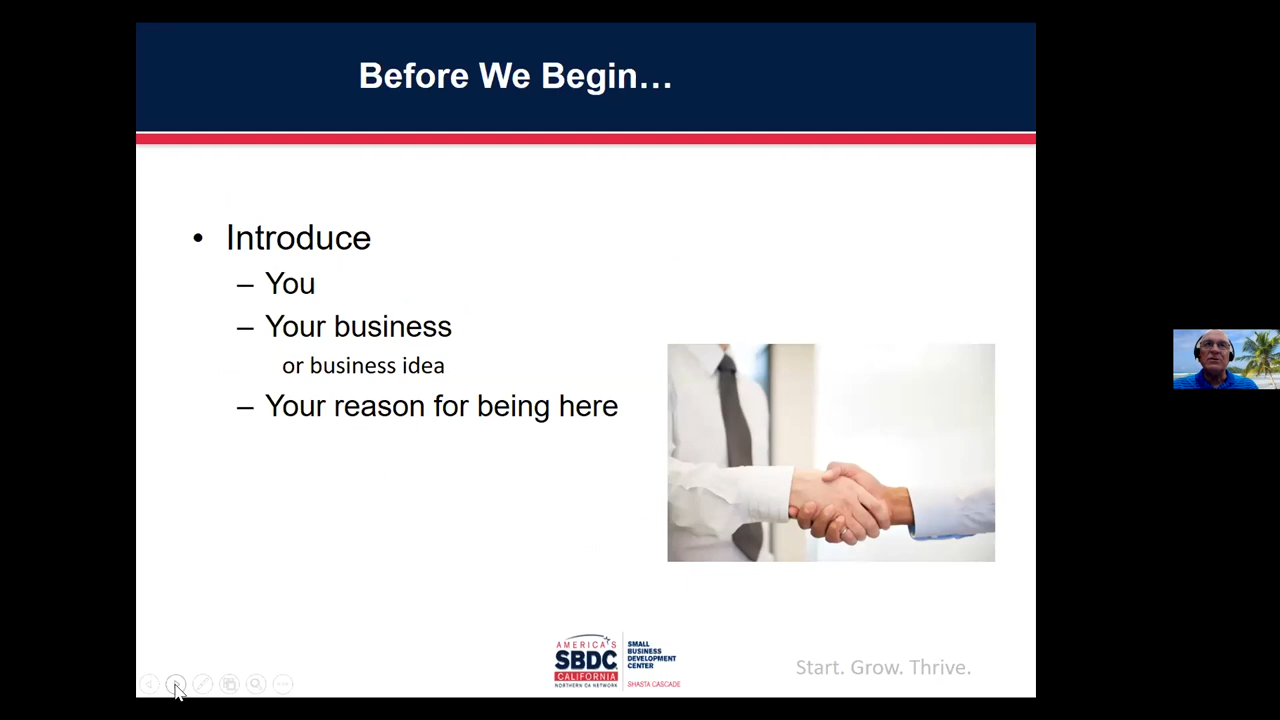 Before We Begin…
• Introduce
– You
– Your business
or business idea
– Your reason for being here
AMERICA'S
SBDC
CALIFORNIA
NORTHERN CA NETWORK
SMALL
BUSINESS
DEVELOPMENT
CENTER
SHASTA CASCADE
Start. Grow. Thrive.